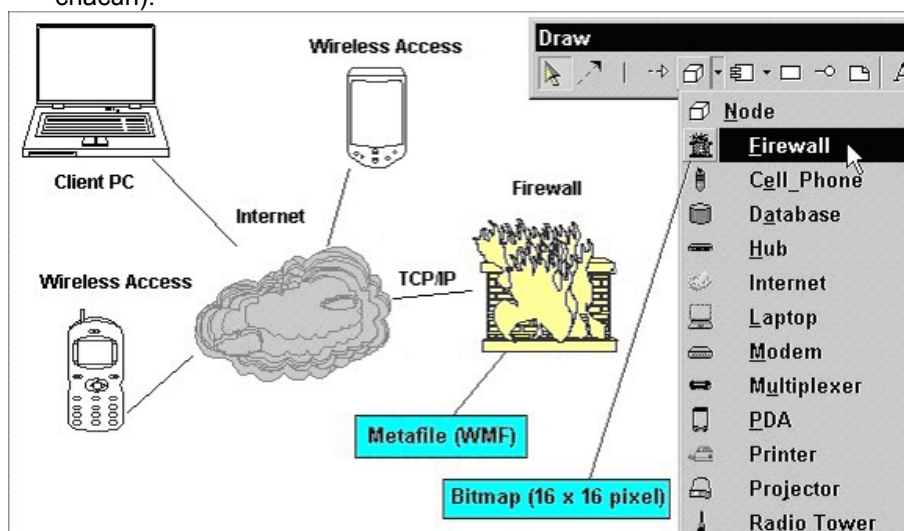 chacun).
Wireless Access
Client PC
Internet
Firewall
TCP/IP
Wireless Access
Metafile (WMF)
Bitmap (16 x 16 pixel)
Draw
A
Node
Firewall
Cell_Phone
Database
Hub
Internet
Laptop
Modem
Multiplexer
PDA
Printer
Projector
Radio Tower